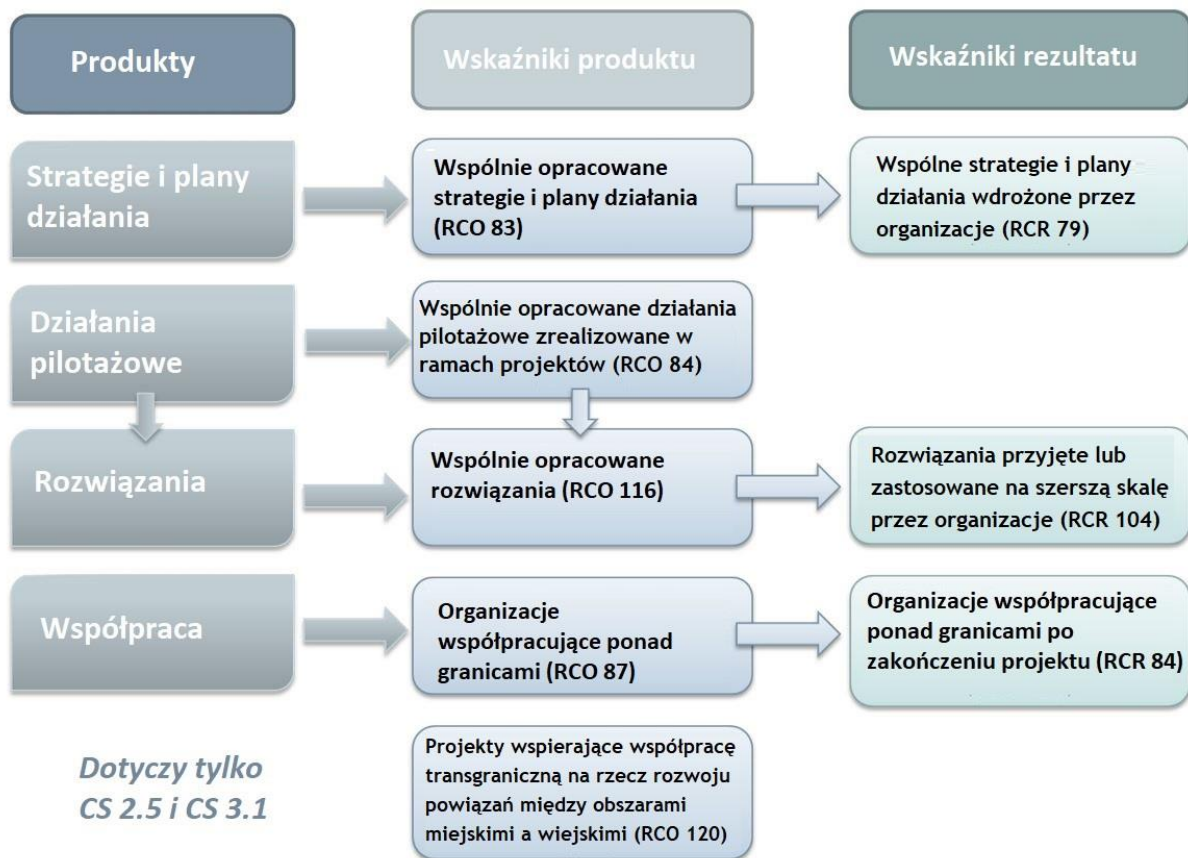 Produkty
Wskaźniki produktu
Wskaźniki rezultatu
Strategie i plany
działania
Wspólnie opracowane
strategie i plany działania
(RCO 83)
Wspólne strategie i plany
działania wdrożone przez
organizacje (RCR 79)
Działania
pilotażowe
Wspólnie opracowane działania
pilotażowe zrealizowane w
ramach projektów (RCO 84)
Rozwiązania
Wspólnie opracowane
rozwiązania (RCO 116)
Rozwiązania przyjęte lub
zastosowane na szerszą skalę
przez organizacje (RCR 104)
Współpraca
Organizacje
współpracujące ponad
granicami (RCO 87)
Organizacje współpracujące
ponad granicami po
zakończeniu projektu (RCR 84)
Dotyczy tylko
CS 2.5 i CS 3.1
Projekty wspierające współpracę
transgraniczną na rzecz rozwoju
powiązań między obszarami
miejskimi a wiejskimi (RCO 120)